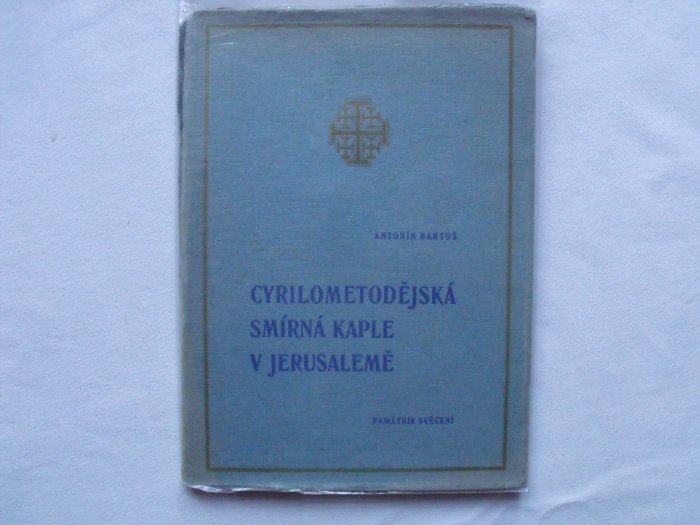 ANTONÍN BARTOŠ
CYRILOMETODĚJSKÁ
SMÍRNÁ KAPLE
V JERUSALEMĚ
PAMÁTNÍK SVĚCENÍ